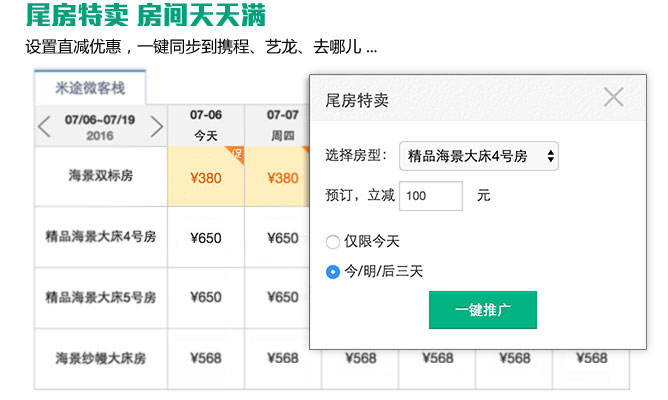 尾房特卖 房间天天满
设置直减优惠，一键同步到携程、艺龙、去哪儿 ...
米途微客栈
07/06~07/19
2016
07-06
今天
07-07
周四
海景双标房
¥380
促
¥380
精品海景大床4号房
¥650
¥650
精品海景大床5号房
¥650
¥650
海景纱幔大床房
¥568
¥568
¥568
¥568
¥568
¥568
尾房特卖
选择房型：
精品海景大床4号房
预订，立减
100
元
仅限今天
今/明/后三天
一键推广